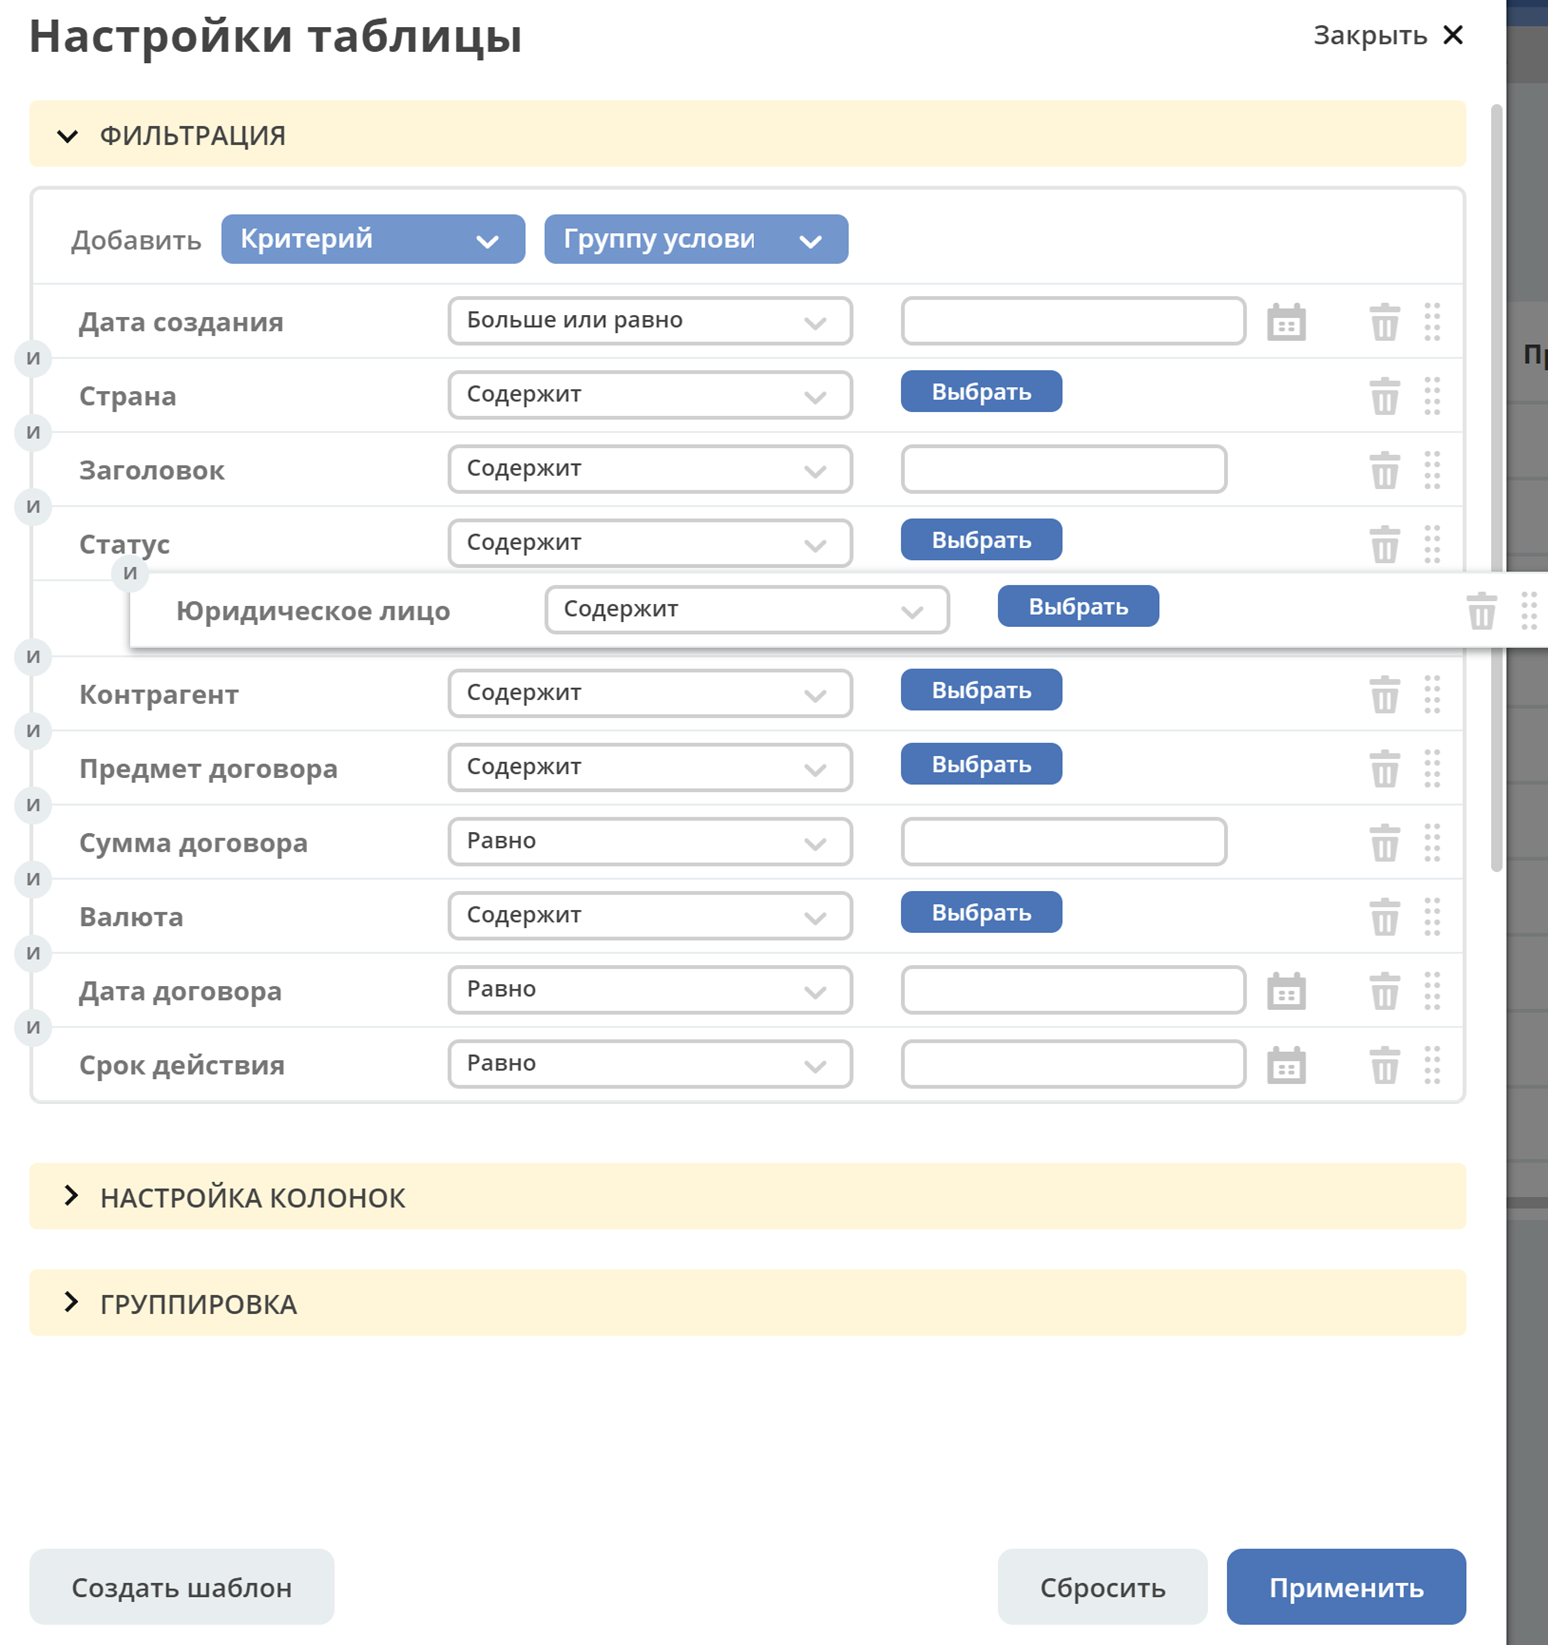 Настройки таблицы
Закрыть
ФИЛЬТРАЦИЯ
Добавить Критерий Группу услови
Дата создания Больше или равно
И
Страна Содержит Выбрать
И
Заголовок Содержит
И
Статус Содержит Выбрать
И
Юридическое лицо Содержит Выбрать
И
Контрагент Содержит Выбрать
И
Предмет договора Содержит Выбрать
И
Сумма договора Равно
И
Валюта Содержит Выбрать
И
Дата договора Равно
И
Срок действия Равно
НАСТРОЙКА КОЛОНОК
ГРУППИРОВКА
Создать шаблон Сбросить Применить